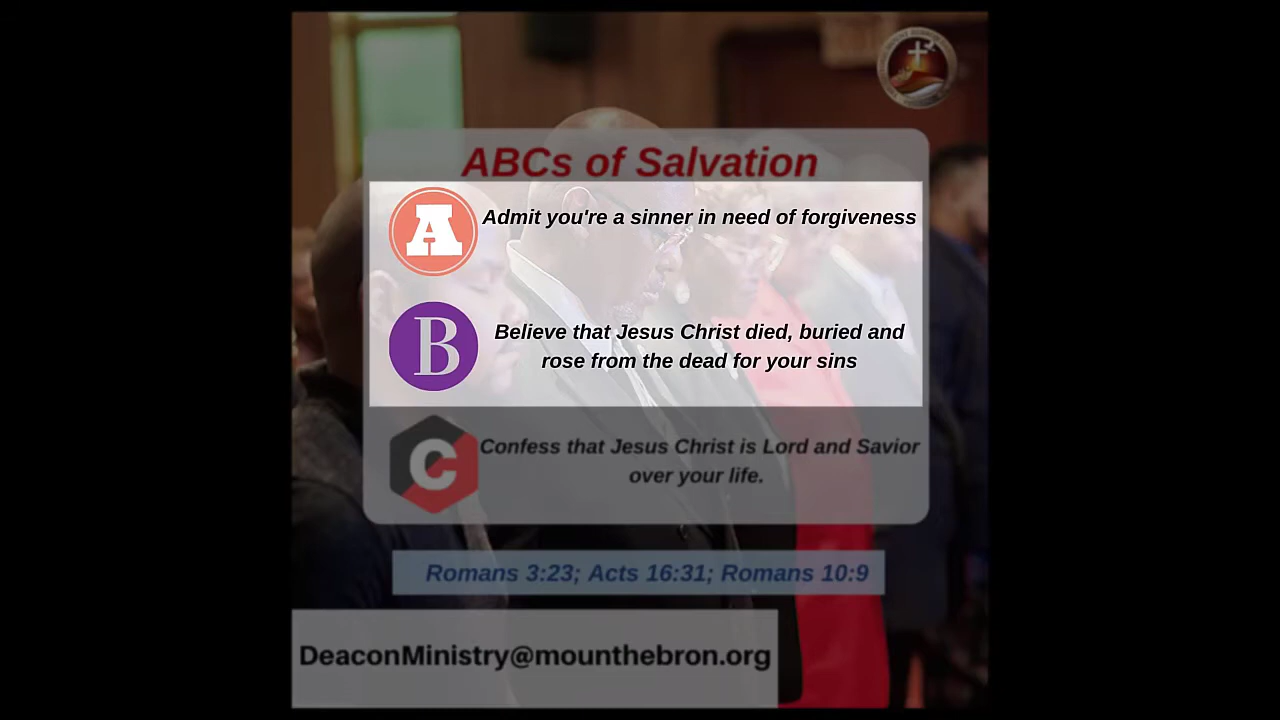 ABCs of Salvation
A
Admit you're a sinner in need of forgiveness
B
Believe that Jesus Christ died, buried and
rose from the dead for your sins
C
Confess that Jesus Christ is Lord and Savior
over your life.
Romans 3:23; Acts 16:31; Romans 10:9
DeaconMinistry@mounthebron.org